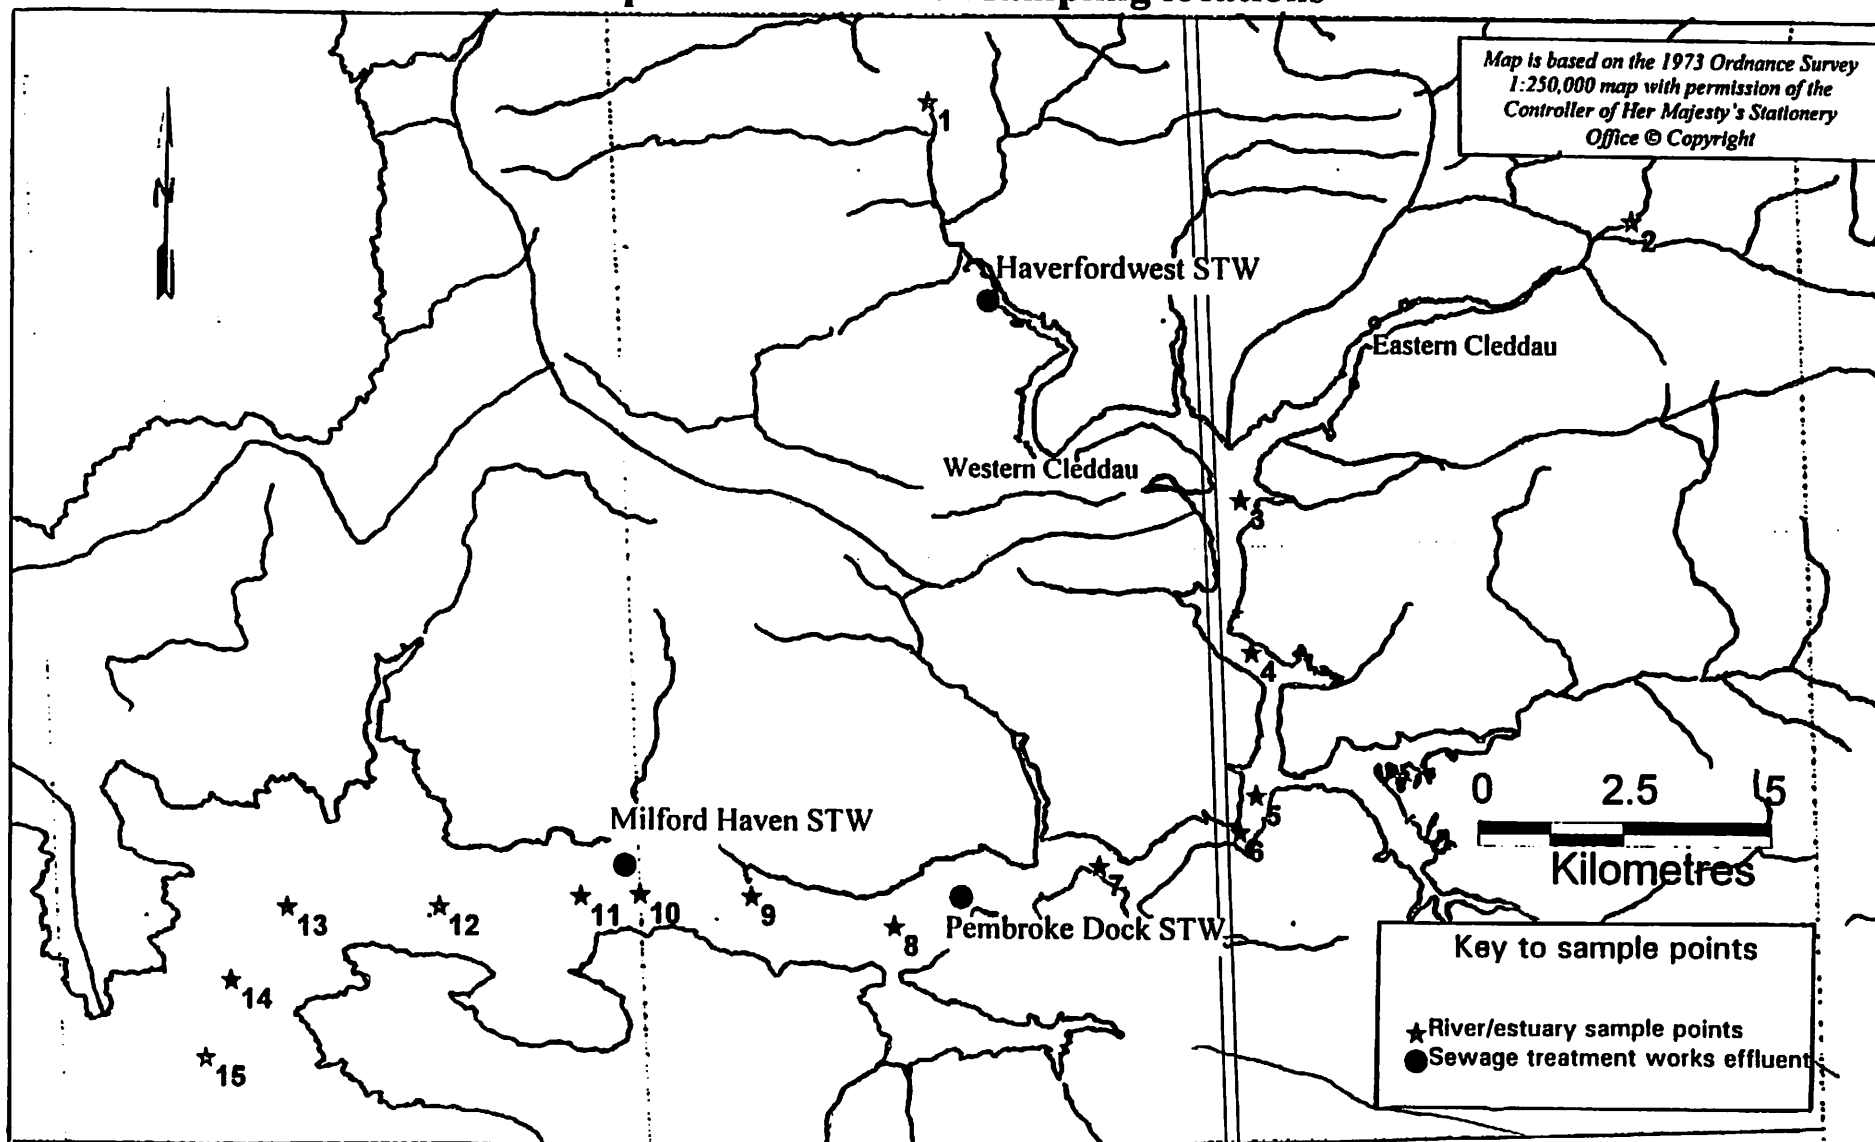 Map is based on the 1973 Ordnance Survey
1:250,000 map with permission of the
Controller of Her Majesty's Stationery
Office © Copyright
N
1
2
Haverfordwest STW
Eastern Cleddau
Western Cleddau
3
4
0 2.5 5
Kilometres
5
6
7
Milford Haven STW
Pembroke Dock STW
8
9
10
11
12
13
14
15
Key to sample points
River/estuary sample points
Sewage treatment works effluent